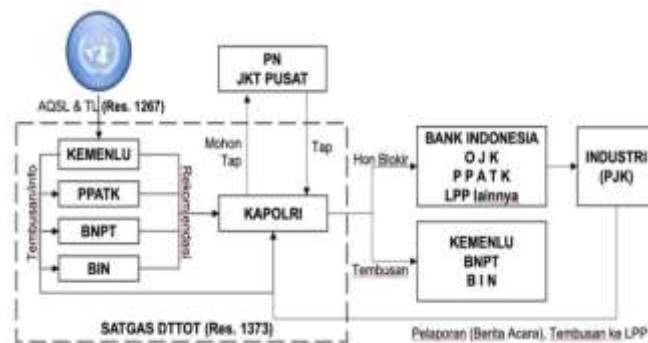 AQSL & TL (Res. 1267)
PN
JKT PUSAT
Mohon
Tap
Tap
KEMENLU
PPATK
BNPT
BIN
Tembusan/Info
Rekomendasi
KAPOLRI
SATGAS DTTOT (Res. 1373)
Hon Blokir
BANK INDONESIA
O J K
P P A T K
LPP lainnya
INDUSTRI
(PJK)
Tembusan
KEMENLU
BNPT
B I N
Pelaporan (Berita Acara), Tembusan ke LPP